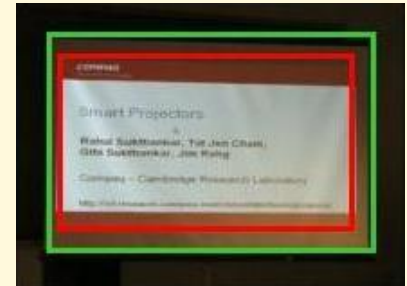 COMPAQ
Smart Projectors
Rahul Sukthankar, Tat Jen Cham,
Gita Sukthankar, Jim Rehg
Compaq – Cambridge Research Laboratory